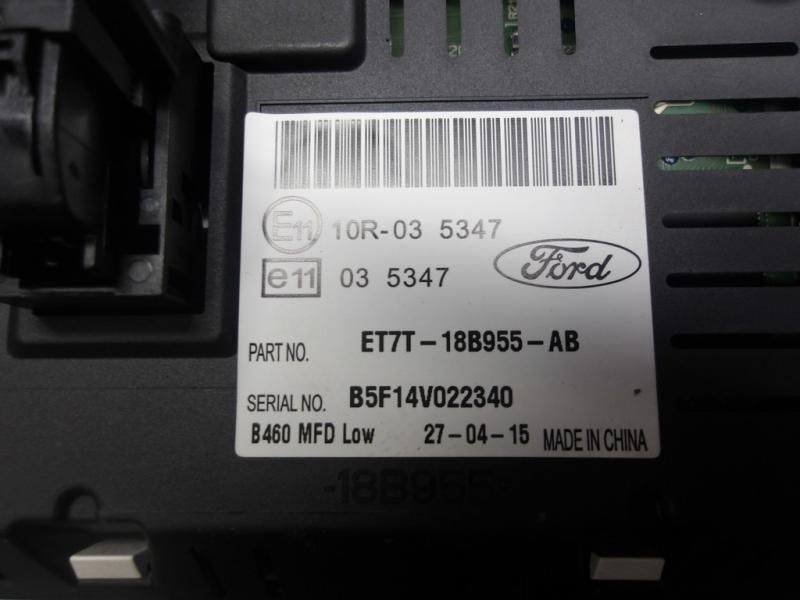 E11 10R-03 5347
e11 03 5347
Ford
PART NO. ET7T-18B955-AB
SERIAL NO. B5F14V022340
B460 MFD Low 27-04-15 MADE IN CHINA
-18B955-